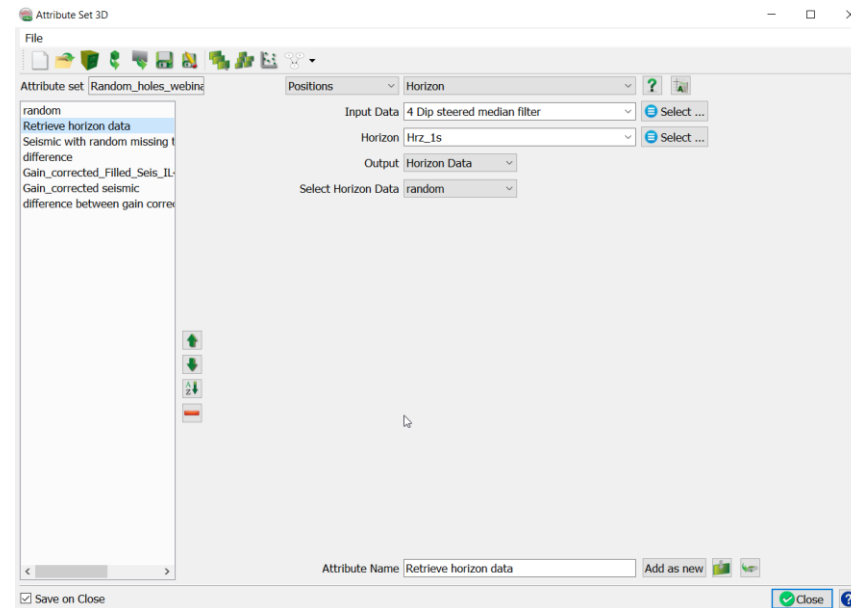 Attribute Set 3D
File
Attribute set Random_holes_webina
Positions Horizon ?
random
Retrieve horizon data
Seismic with random missing t
difference
Gain_corrected_Filled_Seis_IL-
Gain_corrected seismic
difference between gain correc
Input Data 4 Dip steered median filter Select ...
Horizon Hrz_1s Select ...
Output Horizon Data
Select Horizon Data random
A
Z
Attribute Name Retrieve horizon data Add as new
Save on Close
Close ?